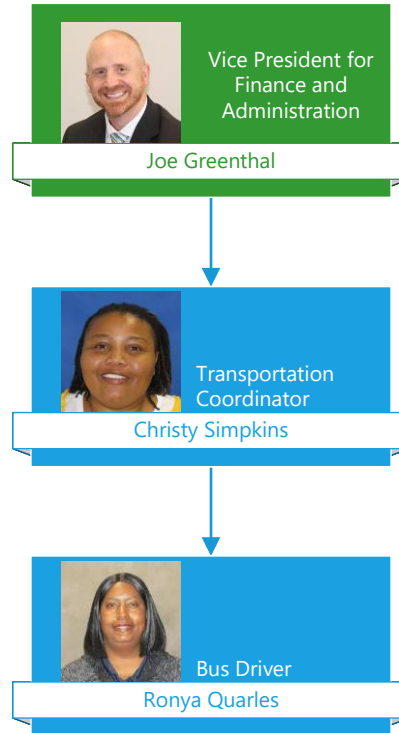 Vice President for
Finance and
Administration
Joe Greenthal
Transportation
Coordinator
Christy Simpkins
Bus Driver
Ronya Quarles